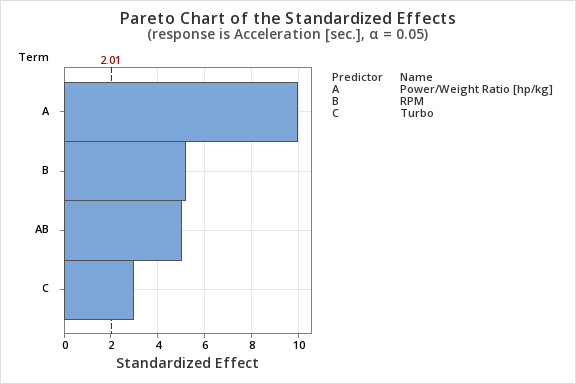 Pareto Chart of the Standardized Effects
(response is Acceleration [sec.], α = 0.05)
Term
2.01
A
B
AB
C
0 2 4 6 8 10
Standardized Effect
Predictor Name
A Power/Weight Ratio [hp/kg]
B RPM
C Turbo